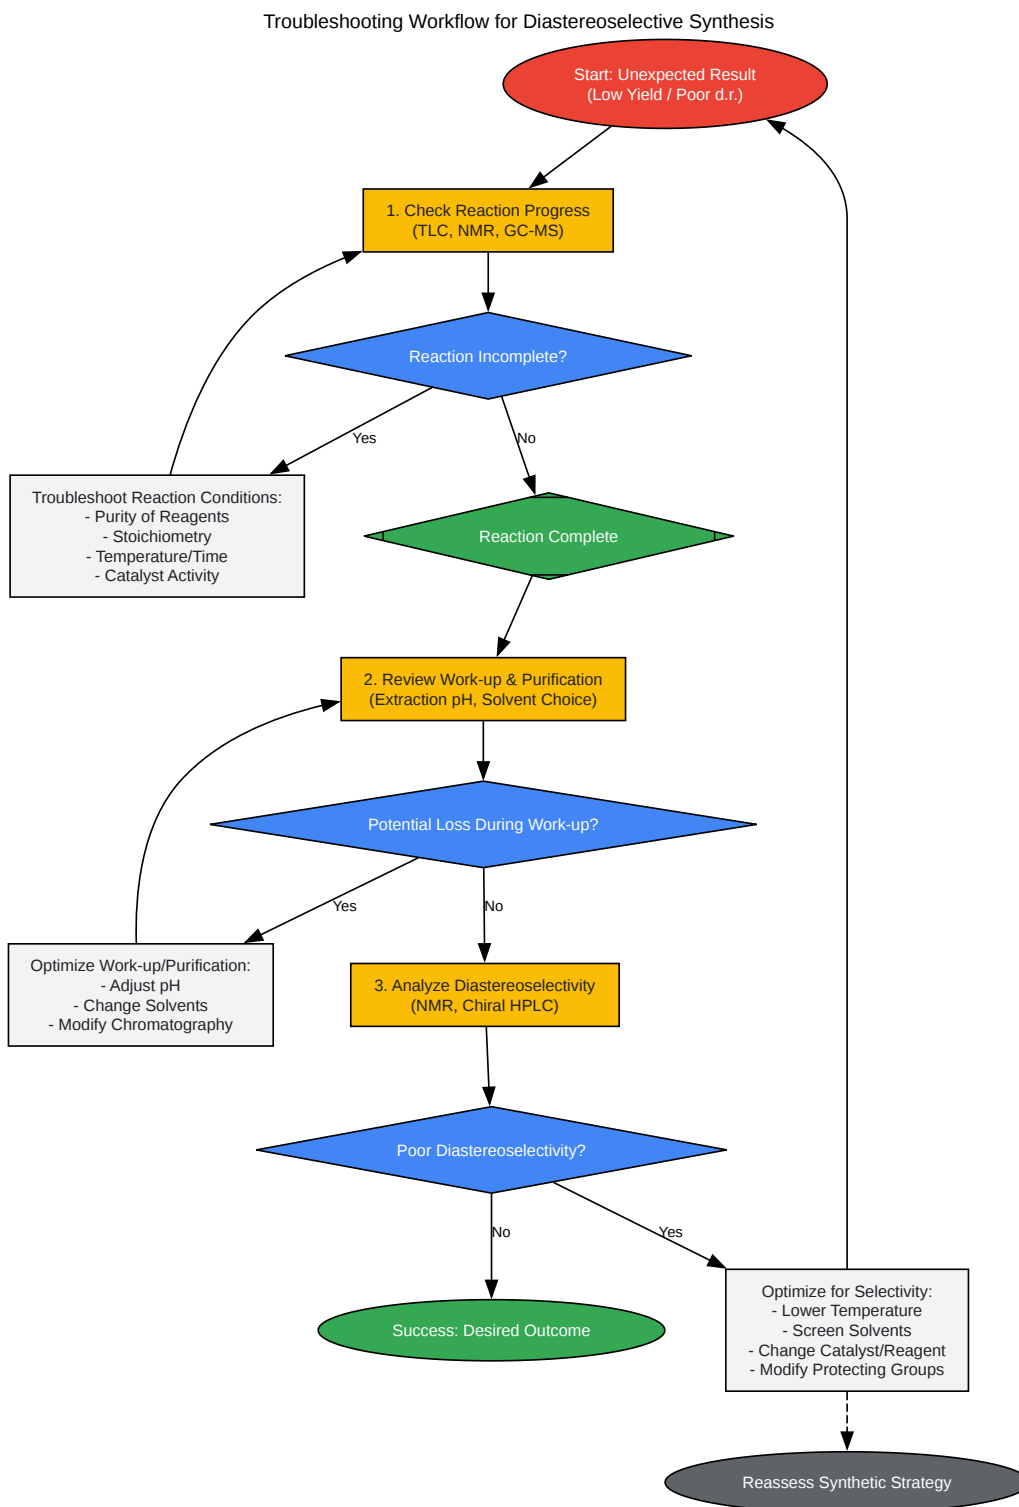 Troubleshooting Workflow for Diastereoselective Synthesis
Start: Unexpected Result
(Low Yield / Poor d.r.)
1. Check Reaction Progress
(TLC, NMR, GC-MS)
Reaction Incomplete?
Yes
No
Troubleshoot Reaction Conditions:
- Purity of Reagents
- Stoichiometry
- Temperature/Time
- Catalyst Activity
Reaction Complete
2. Review Work-up & Purification
(Extraction pH, Solvent Choice)
Potential Loss During Work-up?
Yes
No
Optimize Work-up/Purification:
- Adjust pH
- Change Solvents
- Modify Chromatography
3. Analyze Diastereoselectivity
(NMR, Chiral HPLC)
Poor Diastereoselectivity?
No
Yes
Success: Desired Outcome
Optimize for Selectivity:
- Lower Temperature
- Screen Solvents
- Change Catalyst/Reagent
- Modify Protecting Groups
Reassess Synthetic Strategy